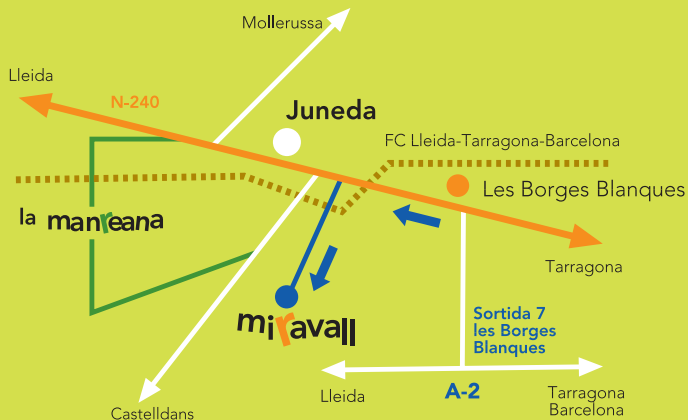 Mollerussa
Lleida
N-240
Juneda
FC Lleida-Tarragona-Barcelona
Les Borges Blanques
la manreana
Tarragona
Sortida 7
les Borges
Blanques
miravall
Lleida
A-2
Tarragona
Barcelona
Castelldans